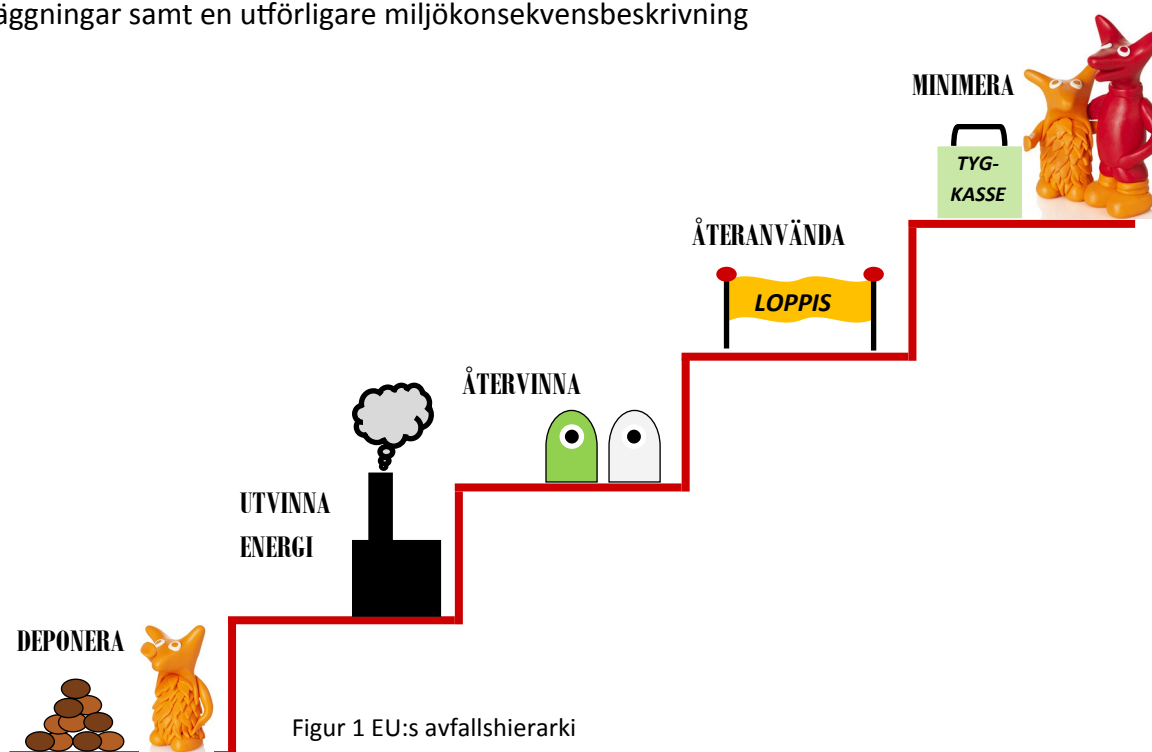 äggningar samt en utförligare miljökonsekvensbeskrivning
MINIMERA
TYG-
KASSE
ÅTERANVÄNDA
LOPPIS
ÅTERVINNA
UTVINNA
ENERGI
DEPONERA
Figur 1 EU:s avfallshierarki